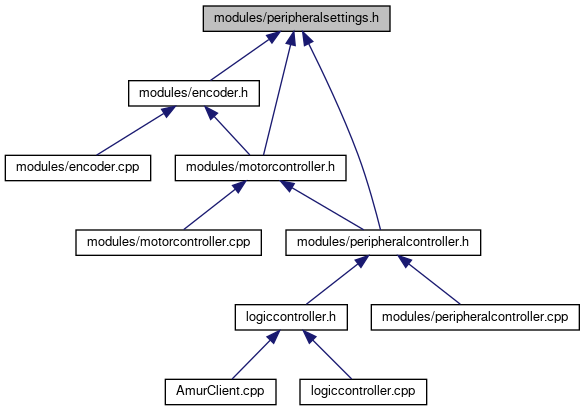 modules/peripheralsettings.h
modules/encoder.h
modules/encoder.cpp
modules/motorcontroller.h
modules/motorcontroller.cpp
modules/peripheralcontroller.h
logiccontroller.h
modules/peripheralcontroller.cpp
AmurClient.cpp
logiccontroller.cpp